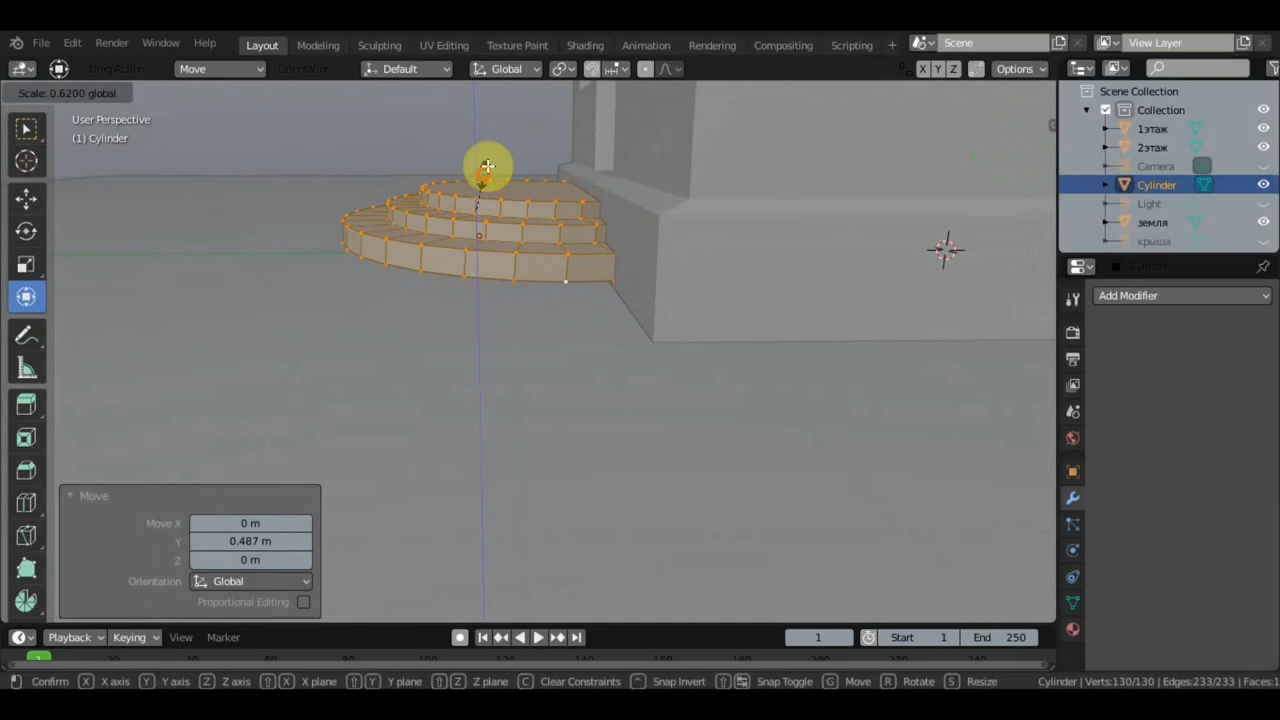 File Edit Render Window Help Layout Modeling Sculpting UV Editing Texture Paint Shading Animation Rendering Compositing Scripting + Scene View Layer
Drag Action Move Orientation Default Global X Y Z Options
Scale: 0.6200 global
User Perspective
(1) Cylinder
Scene Collection
Collection
1этаж
2этаж
Camera
Cylinder
Light
земля
крыша
Cylinder
Add Modifier
Move
Move X 0 m
Y 0.487 m
Z 0 m
Orientation Global
Proportional Editing
Playback Keying View Marker 1 Start 1 End 250
1
Confirm X X axis Y Y axis Z Z axis X X plane Y Y plane Z Z plane C Clear Constraints Snap Invert Snap Toggle G Move R Rotate S Resize Cylinder | Verts:130/130 | Edges:233/233 | Faces:1